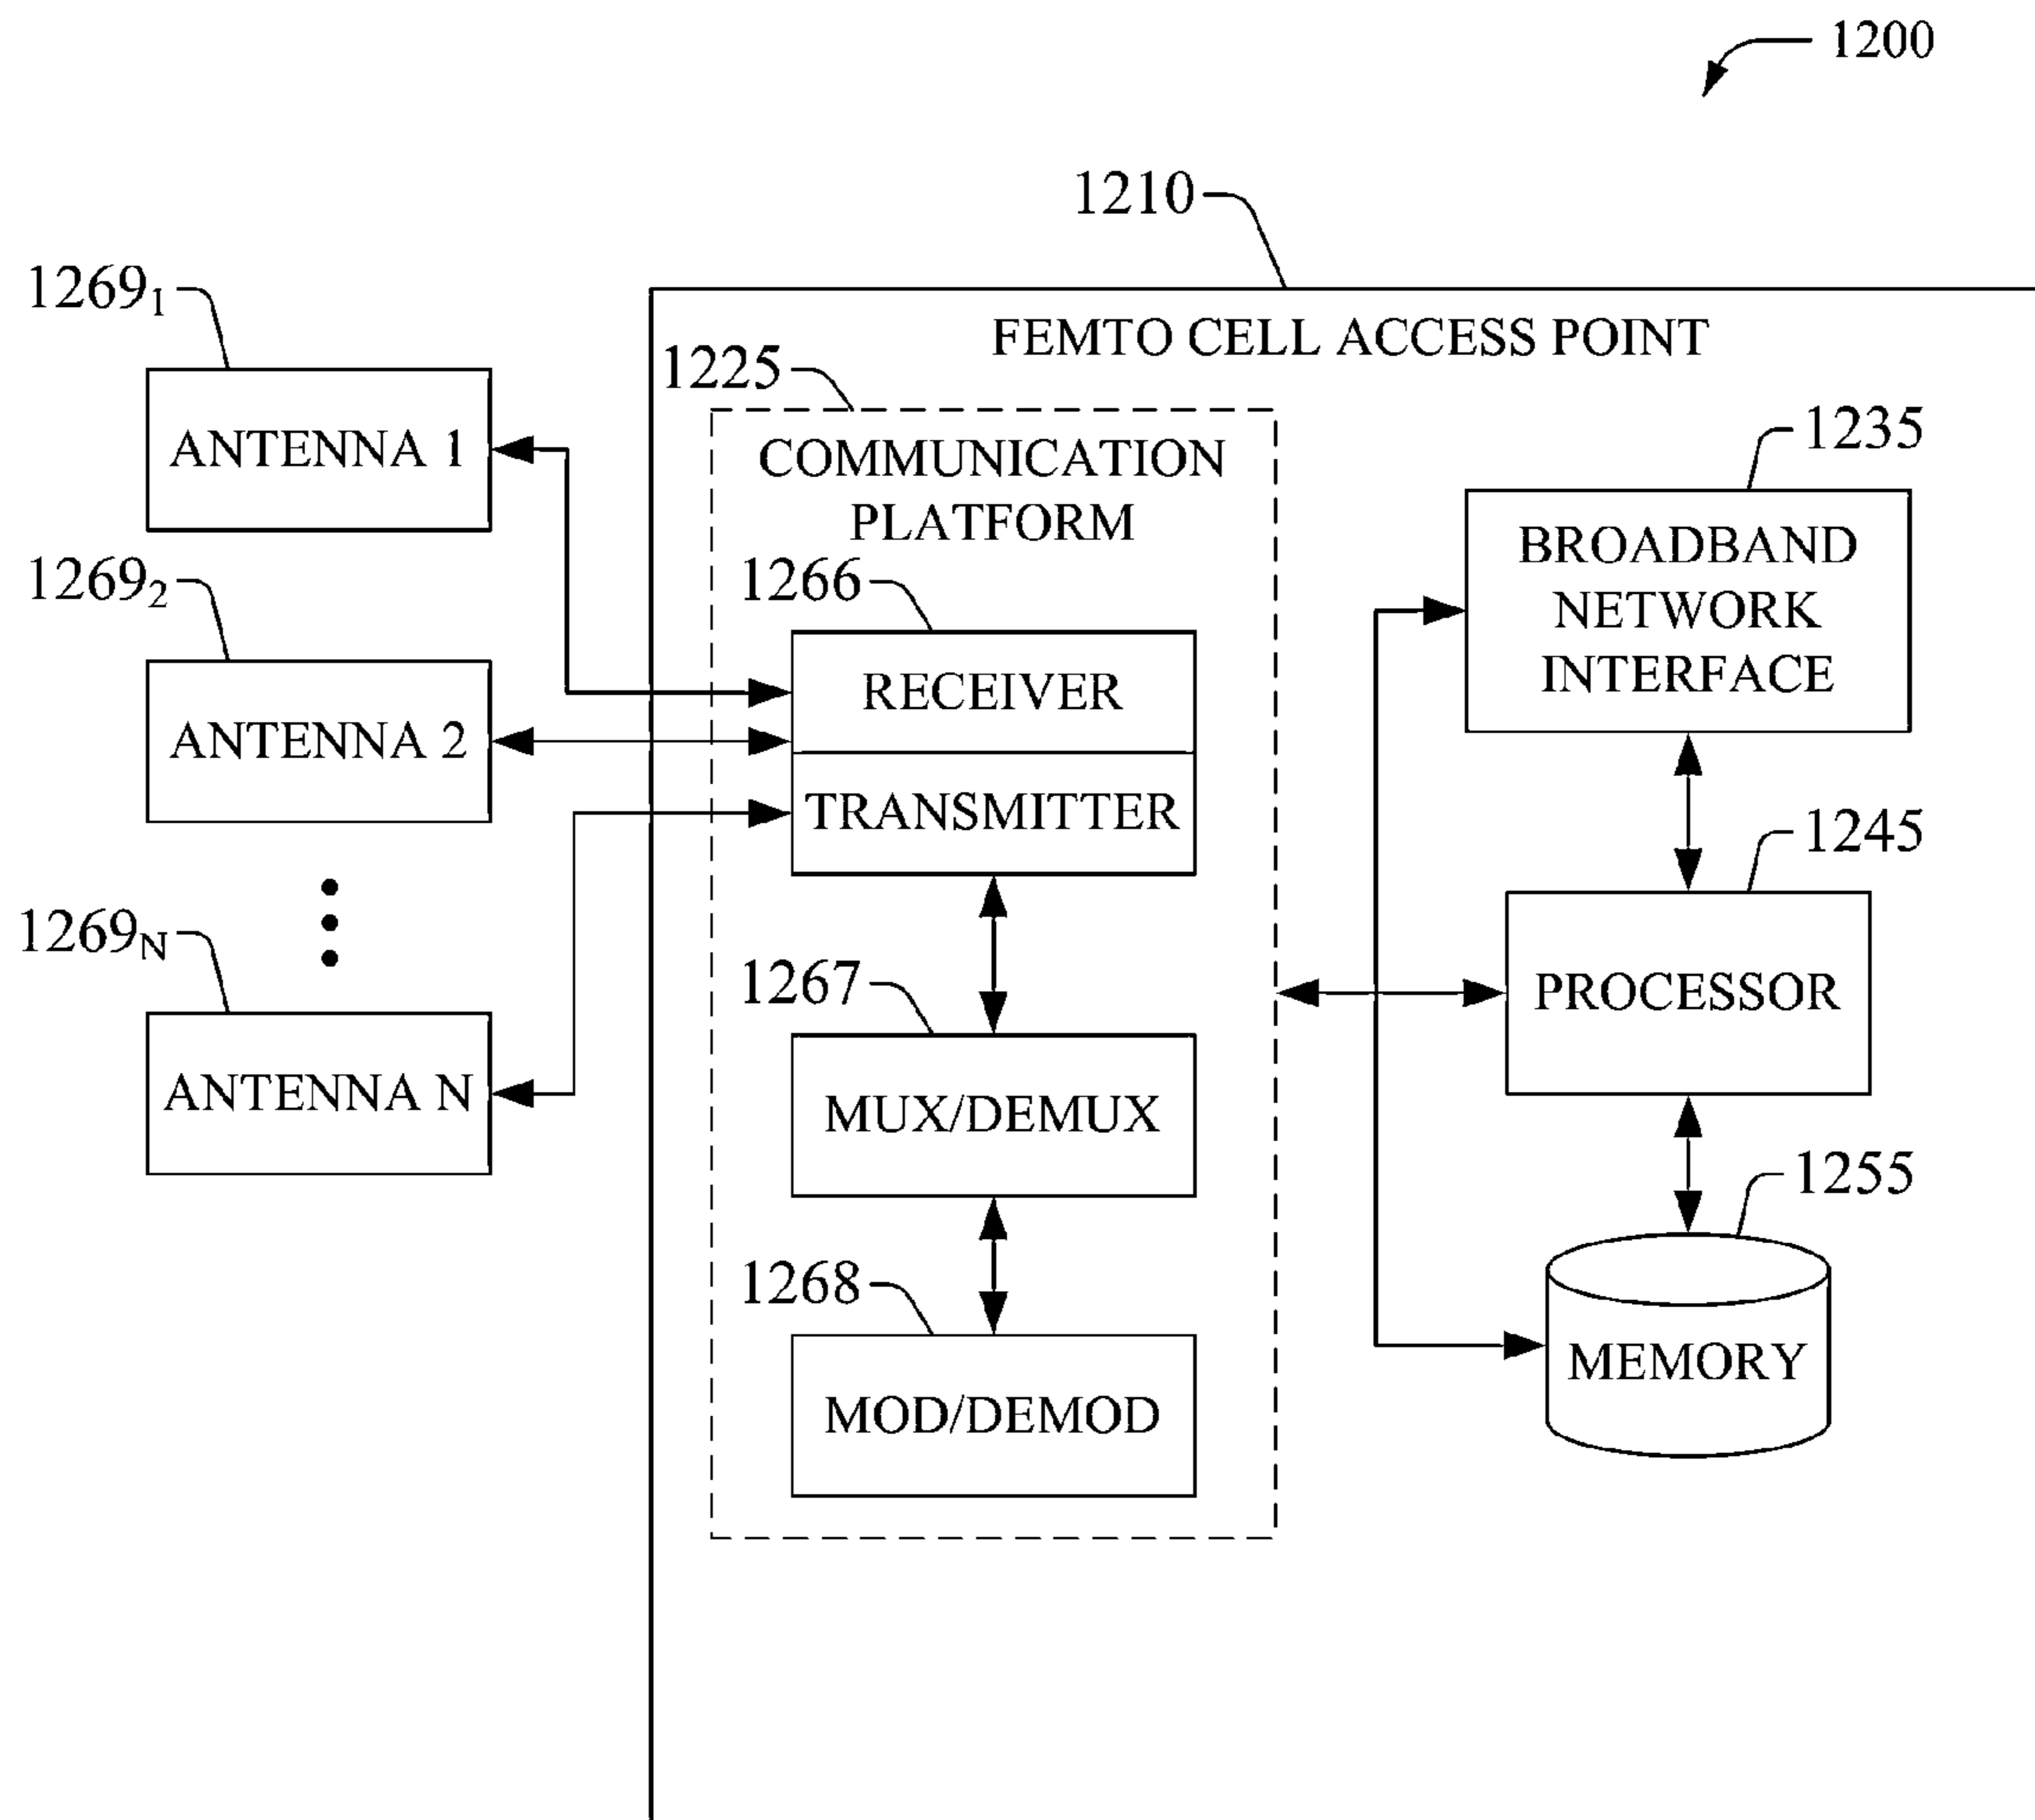 1200
1210
FEMTO CELL ACCESS POINT
1269₁
ANTENNA 1
1269₂
ANTENNA 2
1269N
ANTENNA N
1225
COMMUNICATION
PLATFORM
1266
RECEIVER
TRANSMITTER
1267
MUX/DEMUX
1268
MOD/DEMOD
1235
BROADBAND
NETWORK
INTERFACE
1245
PROCESSOR
1255
MEMORY